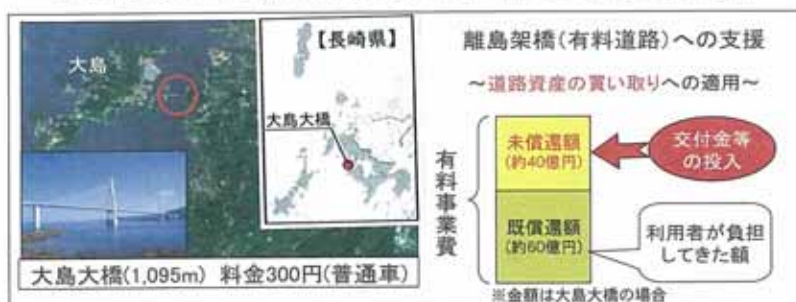 大島
【長崎県】
大島大橋
大島大橋(1,095m) 料金300円(普通車)
離島架橋(有料道路)への支援
~道路資産の買い取りへの適用~
有料事業費
未償還額
(約40億円)
交付金等
の投入
既償還額
(約60億円)
利用者が負担
してきた額
※金額は大島大橋の場合